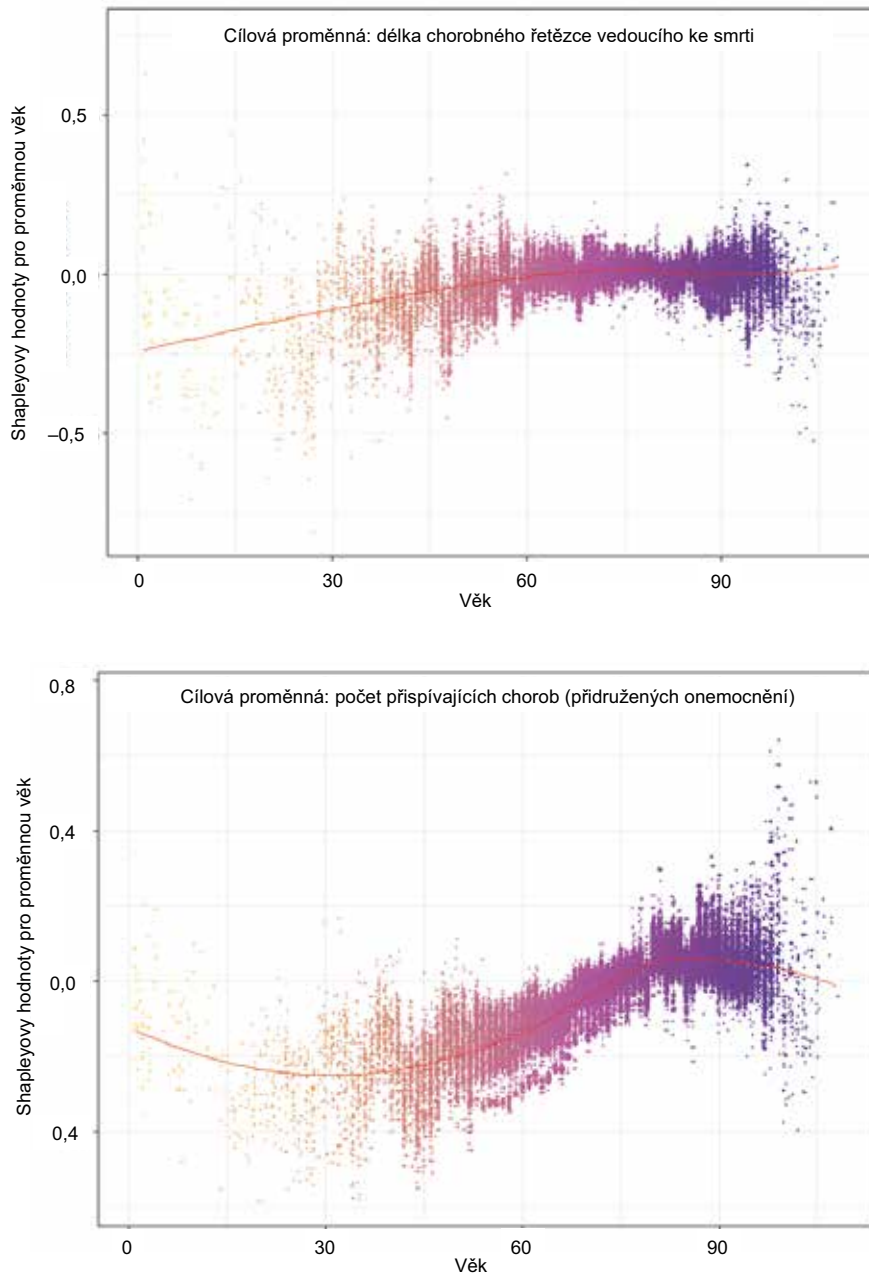 Cílová proměnná: délka chorobného řetězce vedoucího ke smrti
Shapleyovy hodnoty pro proměnnou věk
0,5
0,0
–0,5
0
30
60
90
Věk
Cílová proměnná: počet přispívajících chorob (přidružených onemocnění)
Shapleyovy hodnoty pro proměnnou věk
0,8
0,4
0,0
0,4
0
30
60
90
Věk